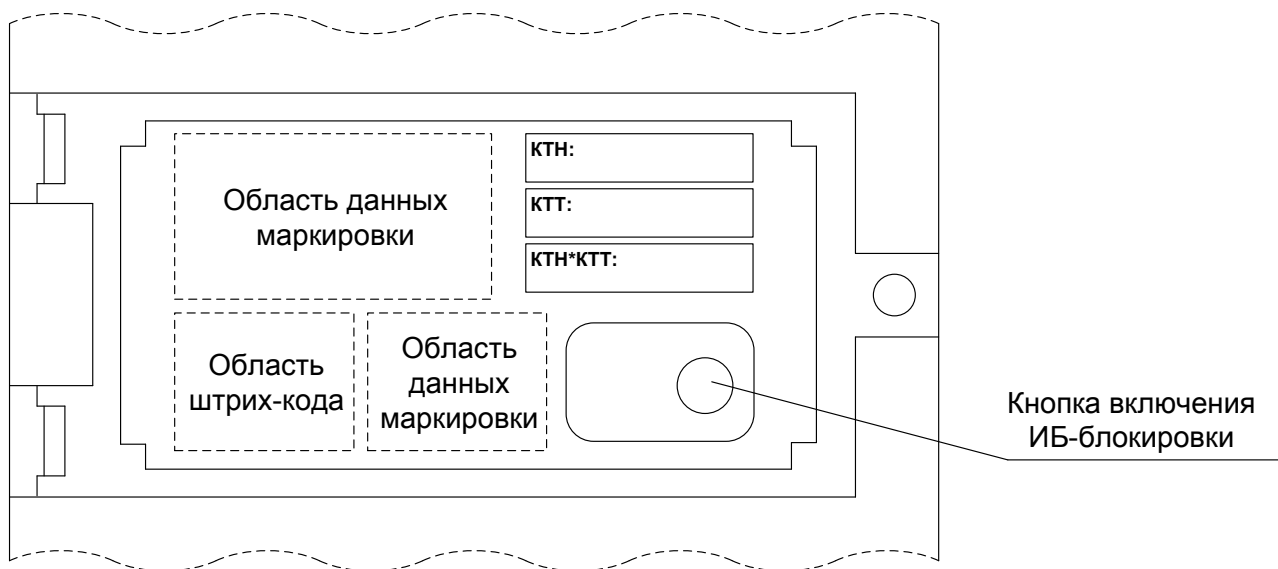 Область данных
маркировки
КТН:
КТТ:
КТН*КТТ:
Область
штрих-кода
Область
данных
маркировки
Кнопка включения
ИБ-блокировки